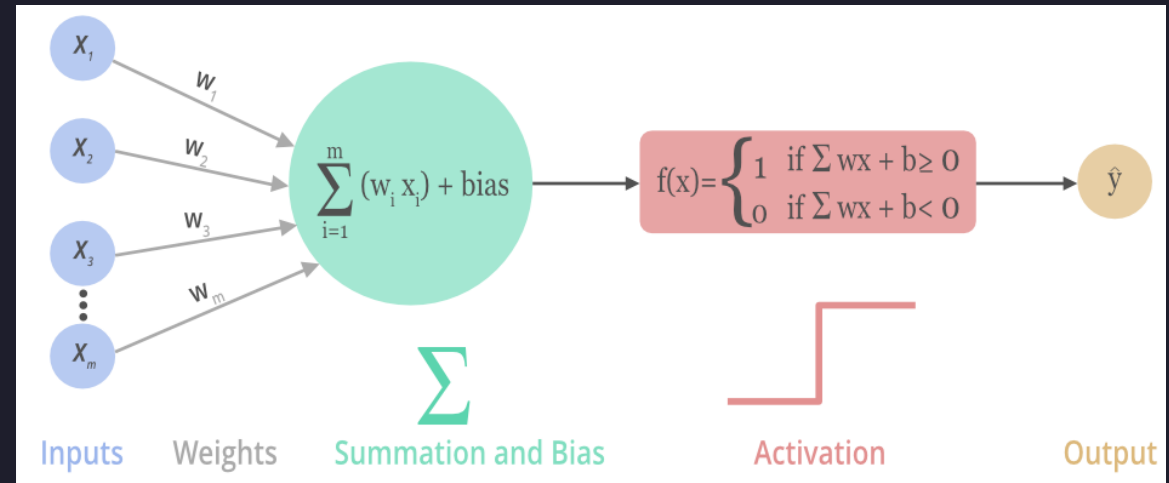 X₁
W₁
X₂
W₂
X₃
W₃
Xₘ
Wₘ
m
∑ (wᵢ xᵢ) + bias
i=1
f(x)= { 1 if ∑ wx + b≥ 0
0 if ∑ wx + b< 0
ŷ
∑
Inputs Weights Summation and Bias Activation Output